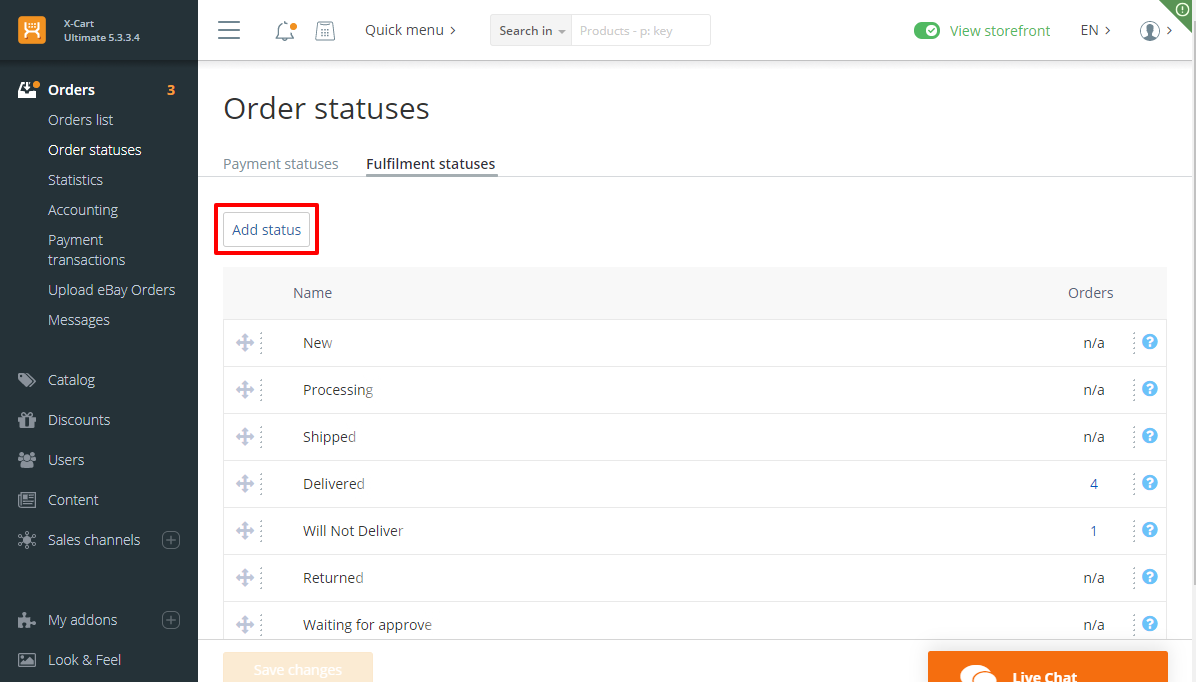 X-Cart
Ultimate 5.3.3.4
Quick menu
Search in
Products - p: key
View storefront
EN
Orders 3
Orders list
Order statuses
Statistics
Accounting
Payment
transactions
Upload eBay Orders
Messages
Catalog
Discounts
Users
Content
Sales channels
My addons
Look & Feel
Order statuses
Payment statuses Fulfilment statuses
Add status
Name Orders
New n/a ?
Processing n/a ?
Shipped n/a ?
Delivered 4 ?
Will Not Deliver 1 ?
Returned n/a ?
Waiting for approve n/a ?
Save changes
Live Chat